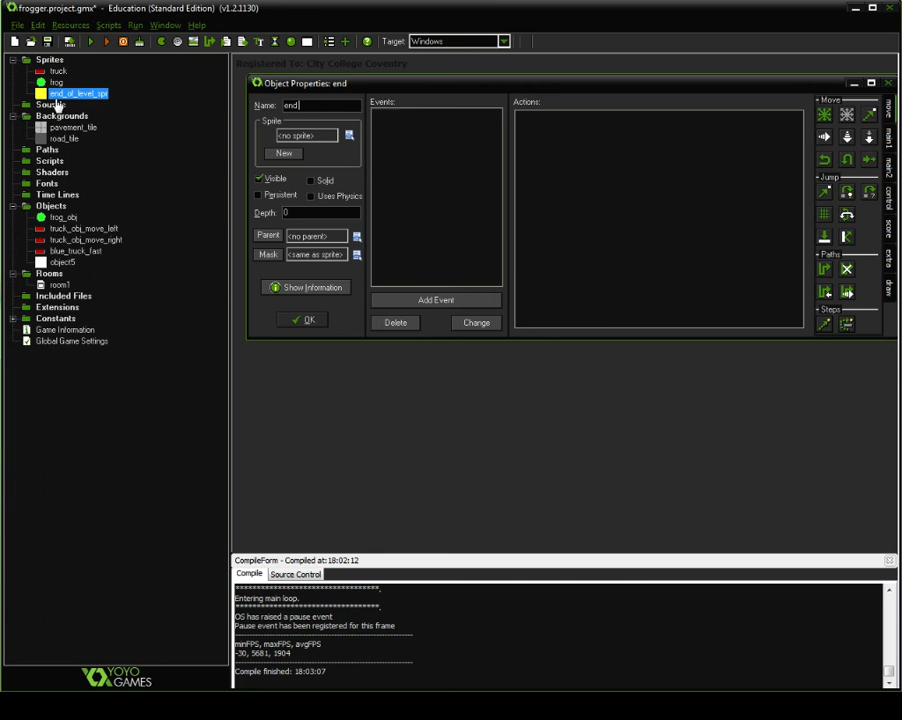 frogger.project.gmx* - Education (Standard Edition) (v1.2.1130)
File Edit Resources Scripts Run Window Help
Target Windows
Sprites
truck
frog
end_of_level_spr
Backgrounds
pavement_tile
road_tile
Paths
Scripts
Shaders
Fonts
Time Lines
Objects
frog_obj
truck_obj_move_left
truck_obj_move_right
blue_truck_fast
object5
Rooms
room1
Included Files
Extensions
Constants
Game Information
Global Game Settings
YOYO
GAMES
Registered To: City College Coventry
Object Properties: end
Name: end
Sprite
<no sprite>
New
Visible Solid
Persistent Uses Physics
Depth: 0
Parent <no parent>
Mask <same as sprite>
Show Information
OK
Events:
Add Event
Delete Change
Actions:
Move
Jump
Paths
Steps
move
main1
main2
control
score
extra
draw
CompileForm - Compiled at: 18:02:12
Compile Source Control
***************************************.
Entering main loop.
***************************************.
OS has raised a pause event
Pause event has been registered for this frame
minFPS, maxFPS, avgFPS
-30, 5681, 1904
Compile finished: 18:03:07